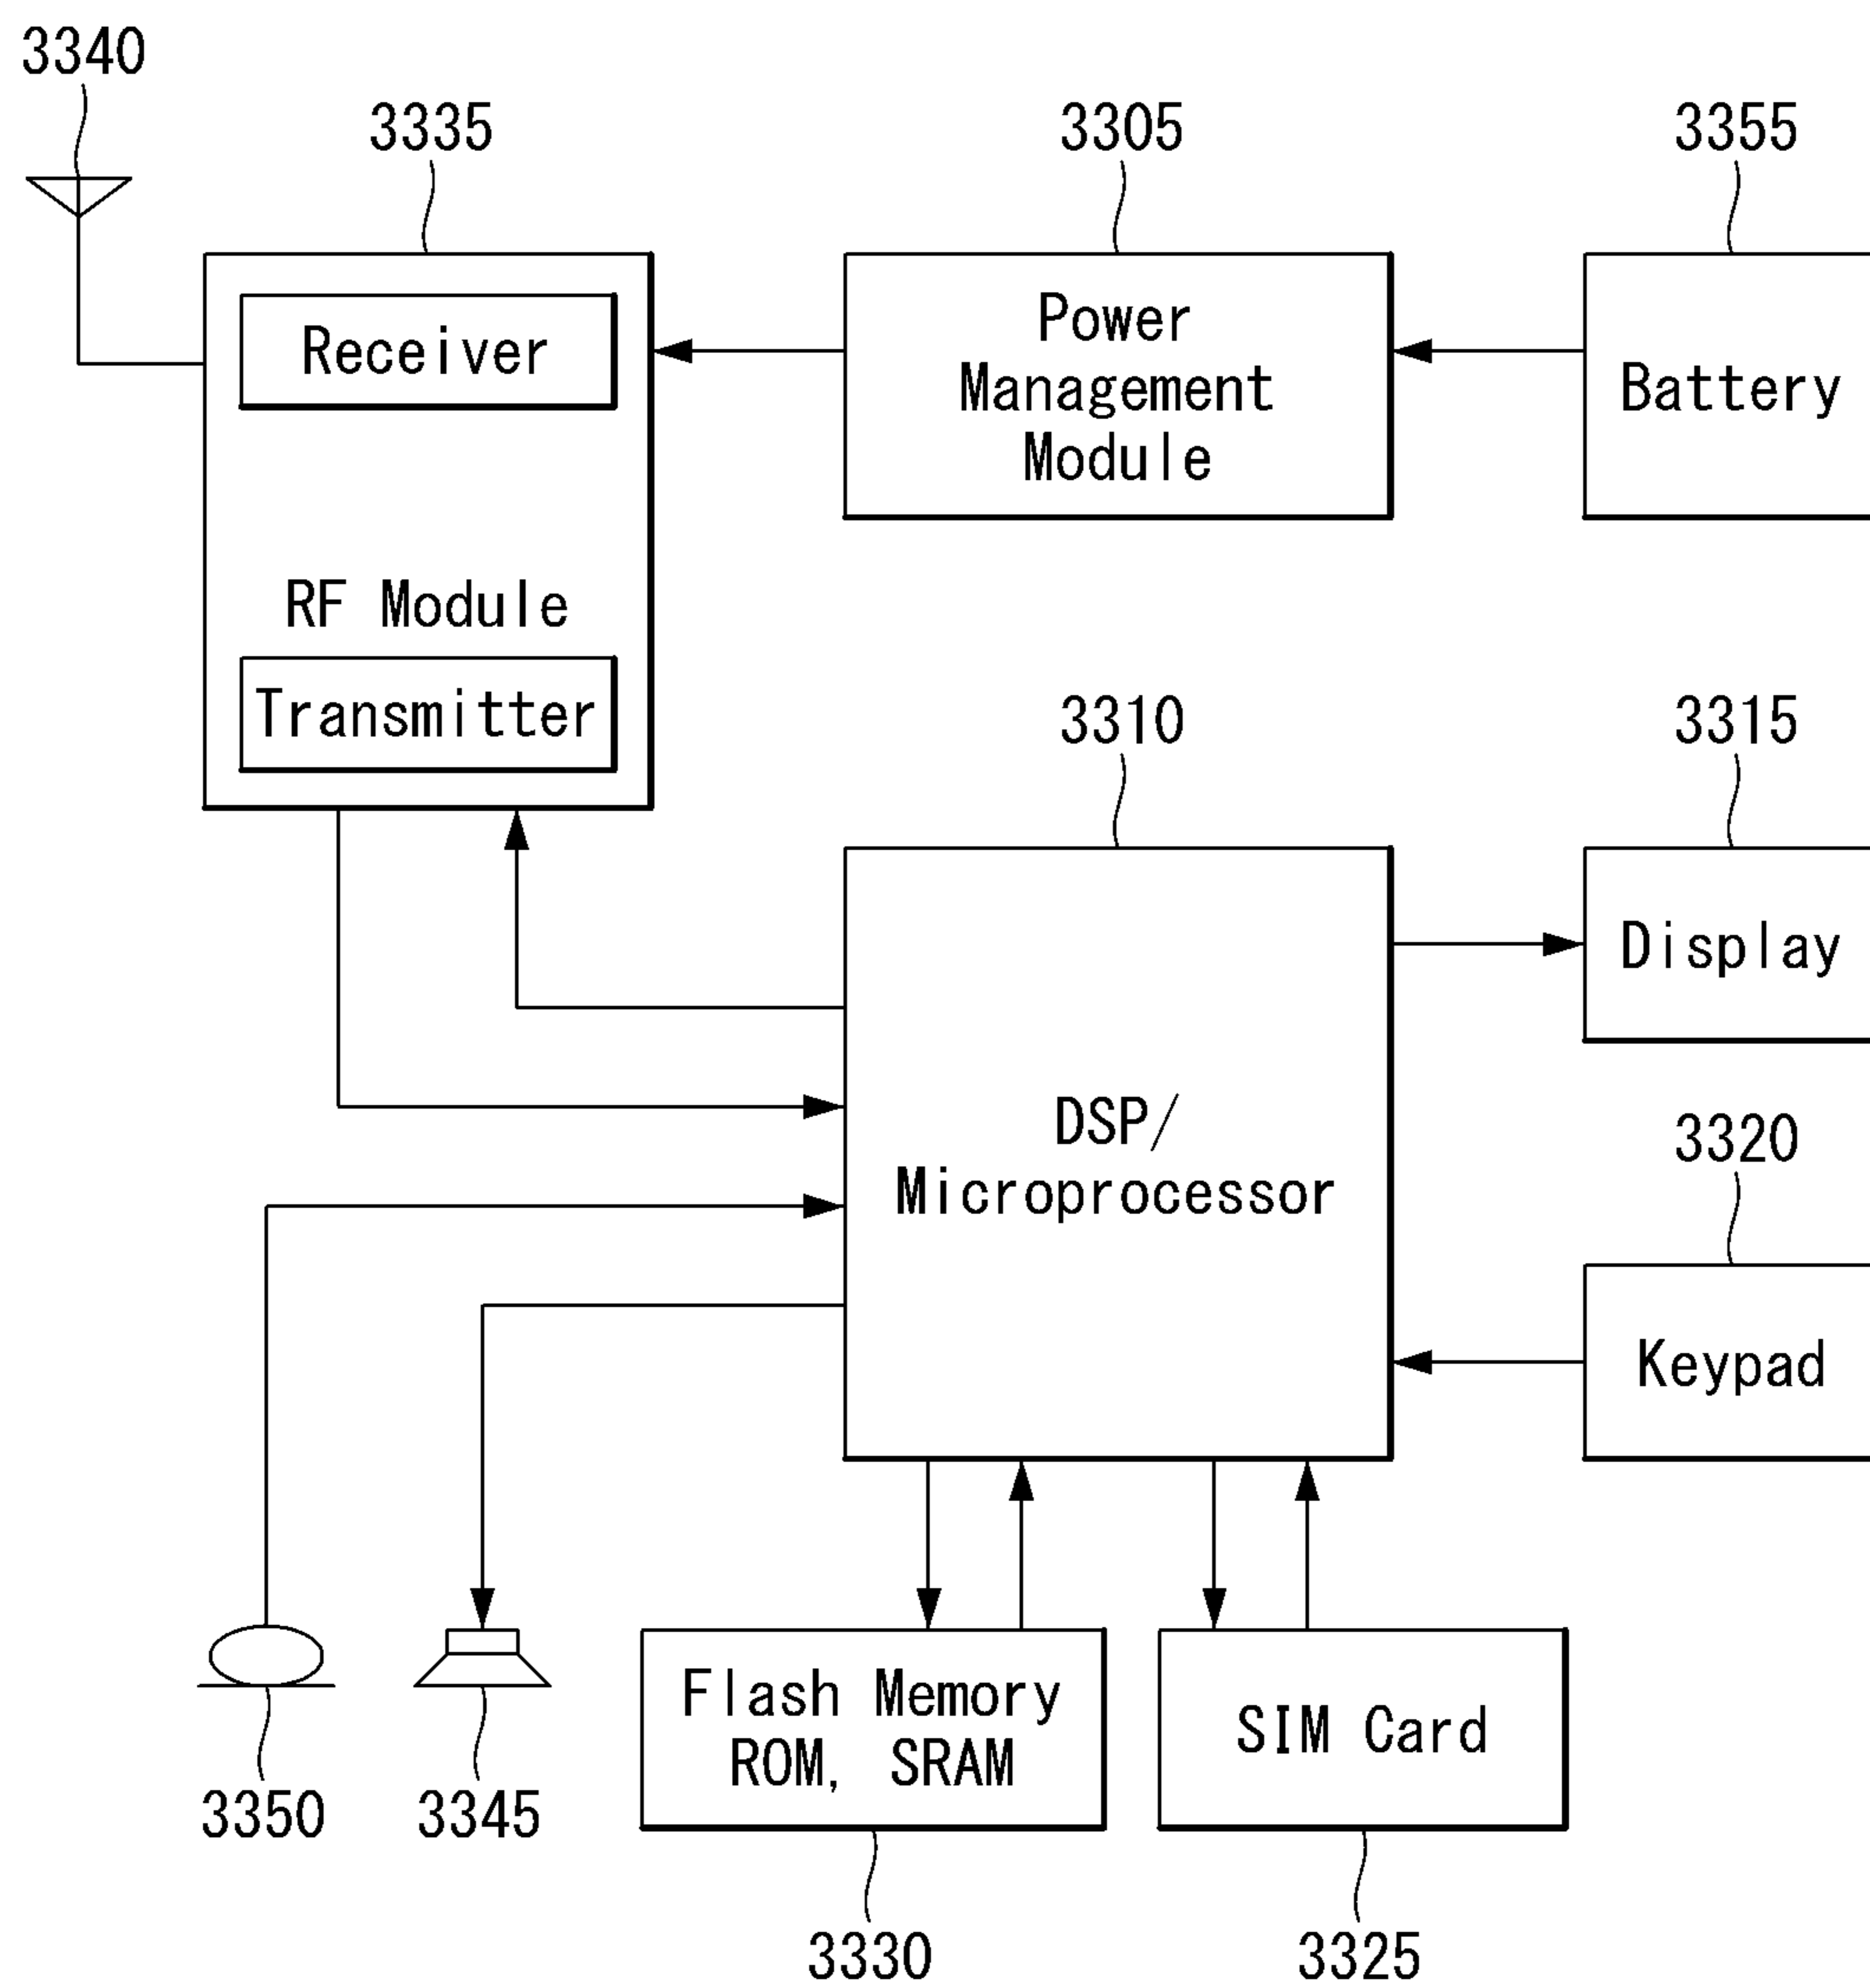 3340
3335
3305
3355
Receiver
RF Module
Transmitter
Power
Management
Module
Battery
3310
3315
DSP/
Microprocessor
Display
3320
Keypad
Flash Memory
ROM, SRAM
SIM Card
3350
3345
3330
3325